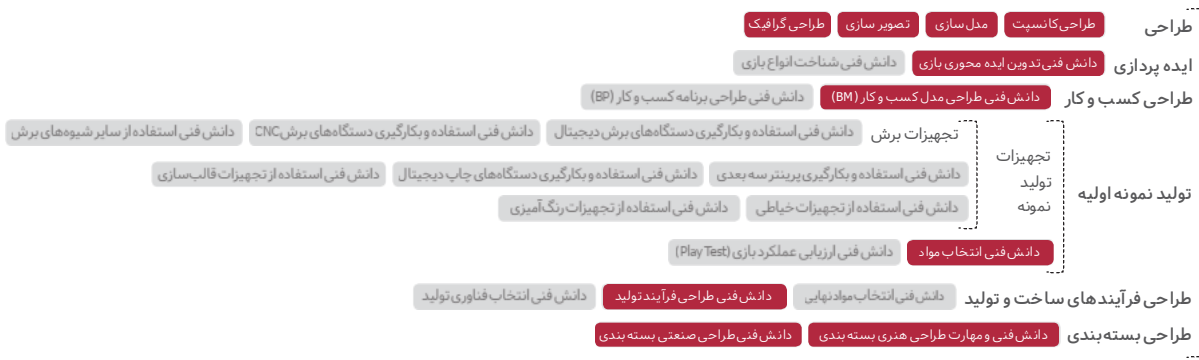 طراحی طراحی کانسپت مدل سازی تصویر سازی طراحی گرافیک
ایده پردازی دانش فنی تدوین ایده محوری بازی دانش فنی شناخت انواع بازی
طراحی کسب و کار دانش فنی طراحی مدل کسب و کار (BM) دانش فنی طراحی برنامه کسب و کار (BP)
تجهیزات برش دانش فنی استفاده و بکارگیری دستگاه‌های برش دیجیتال دانش فنی استفاده و بکارگیری دستگاه‌های برش CNC دانش فنی استفاده از سایر شیوه‌های برش
تولید نمونه اولیه
تجهیزات
تولید
نمونه
دانش فنی استفاده و بکارگیری پرینتر سه بعدی دانش فنی استفاده و بکارگیری دستگاه‌های چاپ دیجیتال دانش فنی استفاده از تجهیزات قالب‌سازی
دانش فنی استفاده از تجهیزات خیاطی دانش فنی استفاده از تجهیزات رنگ‌آمیزی
دانش فنی انتخاب مواد دانش فنی ارزیابی عملکرد بازی (Play Test)
طراحی فرآیندهای ساخت و تولید دانش فنی انتخاب مواد نهایی دانش فنی طراحی فرآیند تولید دانش فنی انتخاب فناوری تولید
طراحی بسته‌بندی دانش فنی و مهارت طراحی هنری بسته بندی دانش فنی طراحی صنعتی بسته بندی